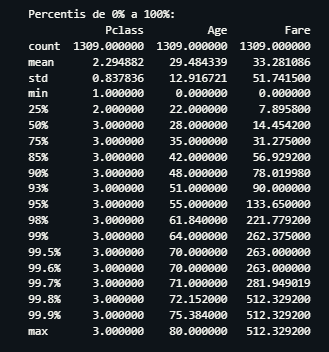 Percentis de 0% a 100%:
Pclass Age Fare
count 1309.000000 1309.000000 1309.000000
mean 2.294882 29.484339 33.281086
std 0.837836 12.916721 51.741500
min 1.000000 0.000000 0.000000
25% 2.000000 22.000000 7.895800
50% 3.000000 28.000000 14.454200
75% 3.000000 35.000000 31.275000
85% 3.000000 42.000000 56.929200
90% 3.000000 48.000000 78.019980
93% 3.000000 51.000000 90.000000
95% 3.000000 55.000000 133.650000
98% 3.000000 61.840000 221.779200
99% 3.000000 64.000000 262.375000
99.5% 3.000000 70.000000 263.000000
99.6% 3.000000 70.000000 263.000000
99.7% 3.000000 71.000000 281.949019
99.8% 3.000000 72.152000 512.329200
99.9% 3.000000 75.384000 512.329200
max 3.000000 80.000000 512.329200